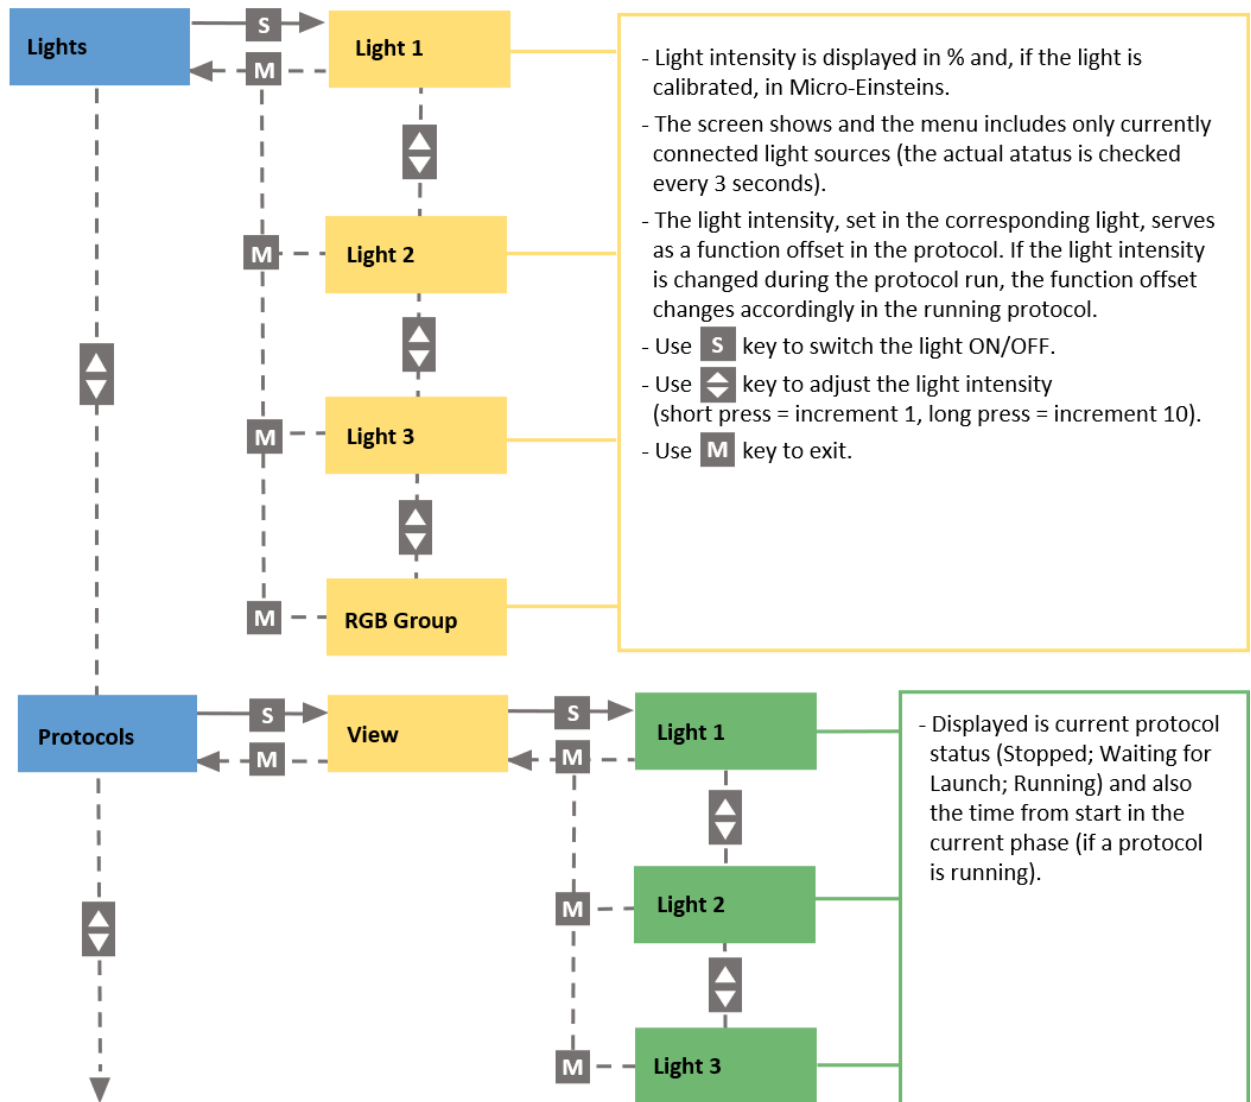 Lights
S
Light 1
M
- Light intensity is displayed in % and, if the light is
calibrated, in Micro-Einsteins.
- The screen shows and the menu includes only currently
connected light sources (the actual atatus is checked
every 3 seconds).
- The light intensity, set in the corresponding light, serves
as a function offset in the protocol. If the light intensity
is changed during the protocol run, the function offset
changes accordingly in the running protocol.
- Use S key to switch the light ON/OFF.
- Use key to adjust the light intensity
(short press = increment 1, long press = increment 10).
- Use M key to exit.
M
Light 2
M
Light 3
M
RGB Group
Protocols
S
M
View
S
M
Light 1
- Displayed is current protocol
status (Stopped; Waiting for
Launch; Running) and also
the time from start in the
current phase (if a protocol
is running).
M
Light 2
M
Light 3